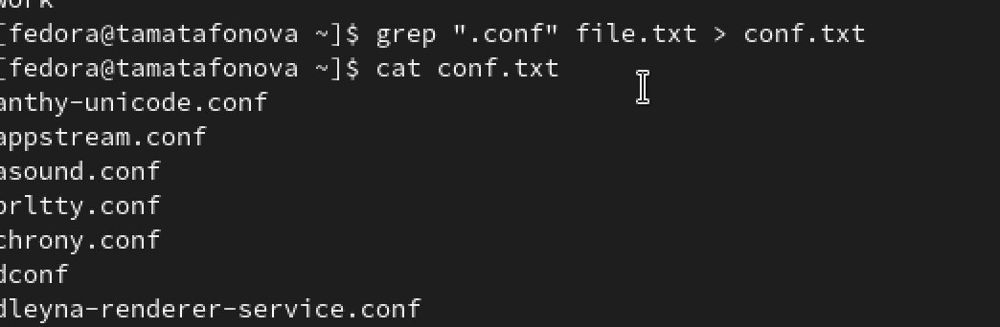 work
[fedora@tamatafonova ~]$ grep ".conf" file.txt > conf.txt
[fedora@tamatafonova ~]$ cat conf.txt
anthy-unicode.conf
appstream.conf
asound.conf
brltty.conf
chrony.conf
dconf
dleyna-renderer-service.conf